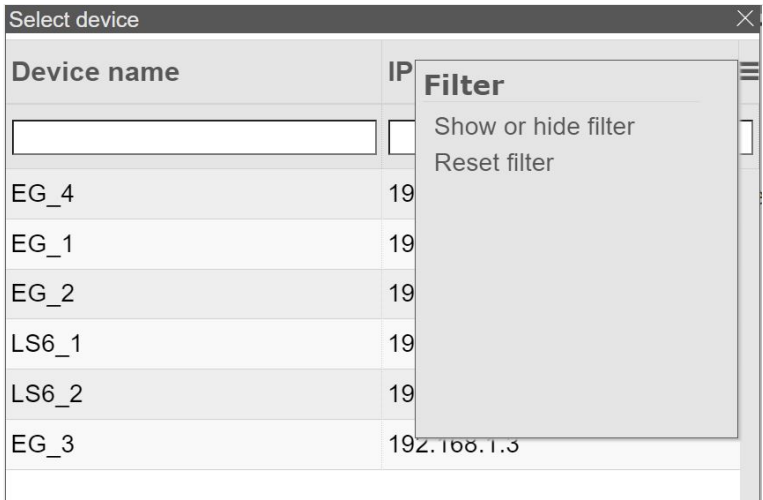 Select device
Device name IP
Filter
Show or hide filter
Reset filter
EG_4 19
EG_1 19
EG_2 19
LS6_1 19
LS6_2 19
EG_3 192.168.1.3